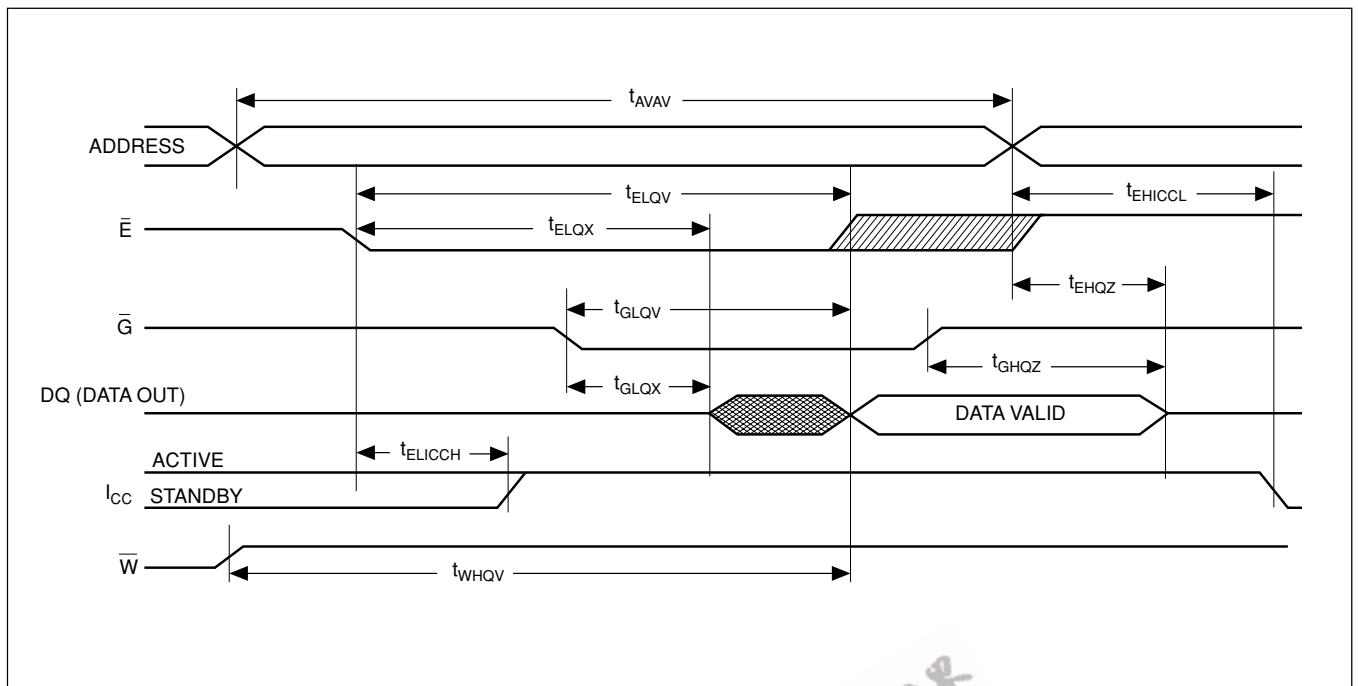 tAVAV
ADDRESS
tELQV
tEHICCL
Ē
tELQX
tEHQZ
tGLQV
G̅
tGHQZ
tGLQX
DQ (DATA OUT)
DATA VALID
tELICCH
ACTIVE
ICC STANDBY
W̅
tWHQV